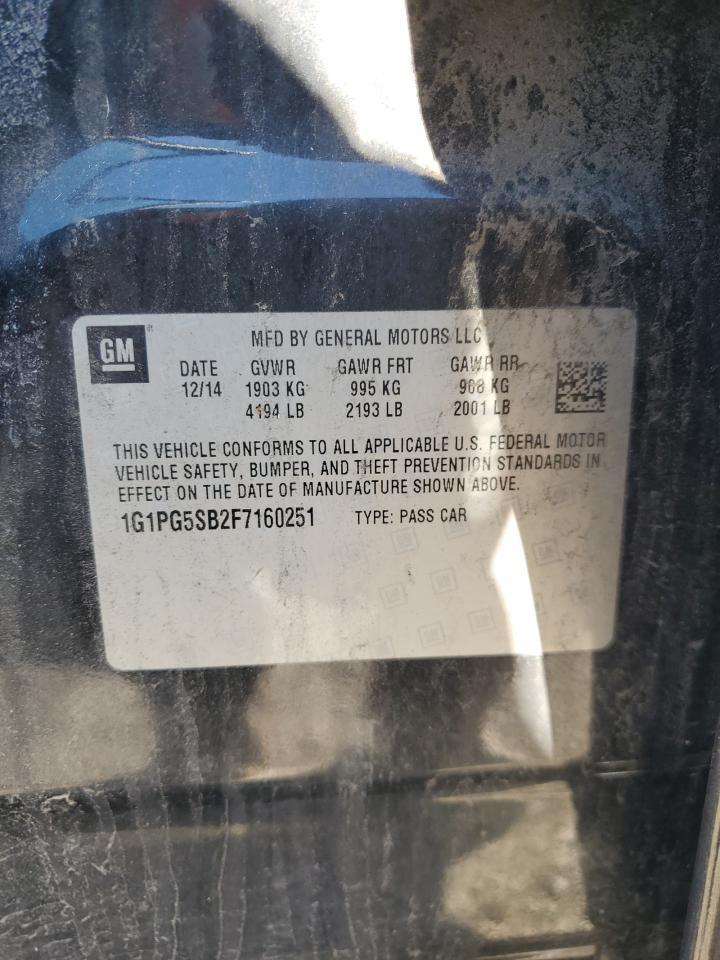 GM
MFD BY GENERAL MOTORS LLC
DATE GVWR GAWR FRT GAWR RR
12/14 1903 KG 995 KG 908 KG
4194 LB 2193 LB 2001 LB
THIS VEHICLE CONFORMS TO ALL APPLICABLE U.S. FEDERAL MOTOR
VEHICLE SAFETY, BUMPER, AND THEFT PREVENTION STANDARDS IN
EFFECT ON THE DATE OF MANUFACTURE SHOWN ABOVE.
1G1PG5SB2F7160251 TYPE: PASS CAR